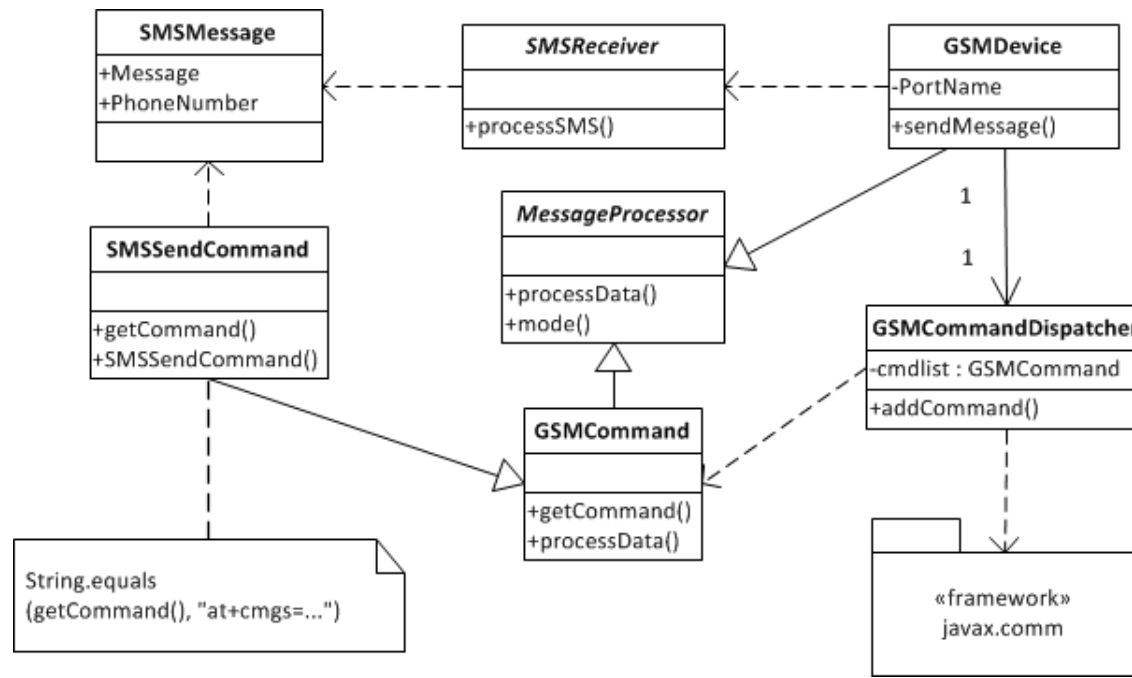 SMSMessage
+Message
+PhoneNumber
SMSReceiver
+processSMS()
GSMDevice
-PortName
+sendMessage()
1
1
MessageProcessor
+processData()
+mode()
SMSSendCommand
+getCommand()
+SMSSendCommand()
GSMCommandDispatcher
-cmdlist : GSMCommand
+addCommand()
GSMCommand
+getCommand()
+processData()
String.equals
(getCommand(), "at+cmgs=...")
«framework»
javax.comm